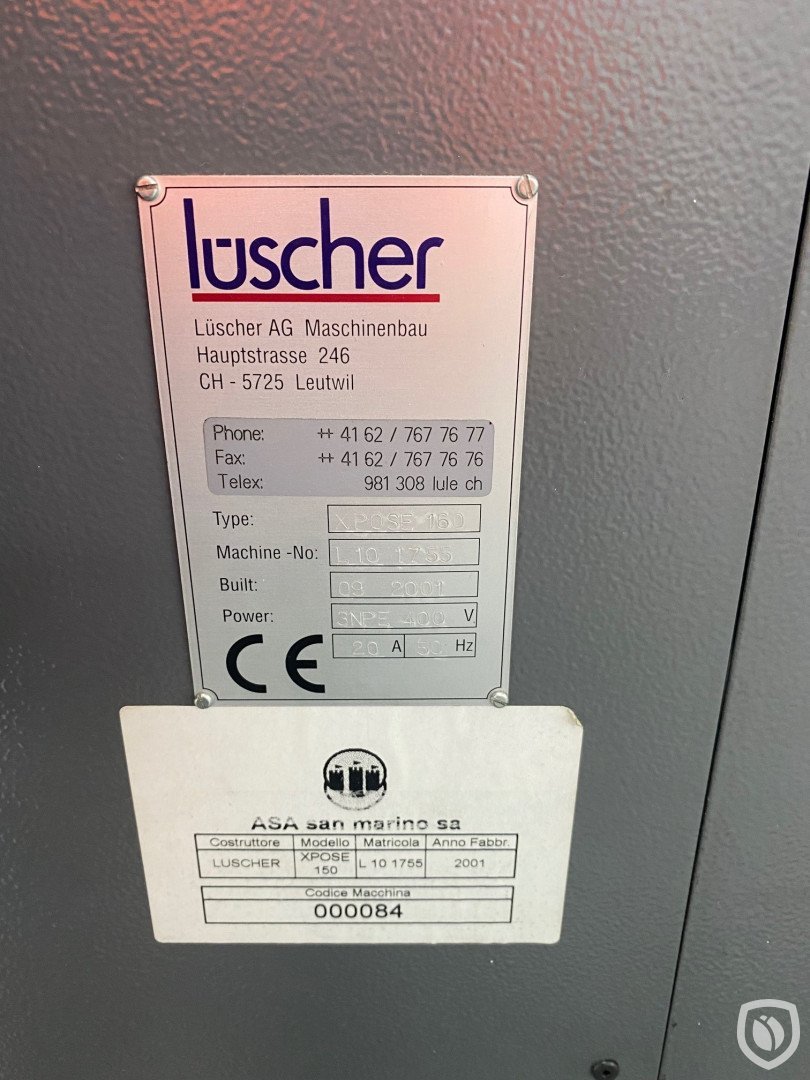 lüscher
Lüscher AG Maschinenbau
Hauptstrasse 246
CH - 5725 Leutwil
Phone: ++ 41 62 / 767 76 77
Fax: ++ 41 62 / 767 76 76
Telex: 981 308 lule ch
Type: XPOSE 160
Machine -No: L 10 1755
Built: 09 2001
Power: 3NPE 400 V
20 A 50 Hz
CE
ASA san marino sa
Costruttore Modello Matricola Anno Fabbr.
LUSCHER XPOSE 150 L 10 1755 2001
Codice Macchina
000084